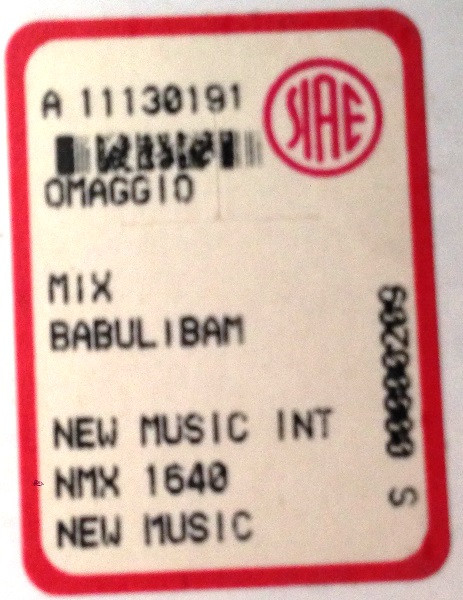 A 11130191
SIAE
OMAGGIO
MIX
BABULIBAM
NEW MUSIC INT
NMX 1640
NEW MUSIC
S